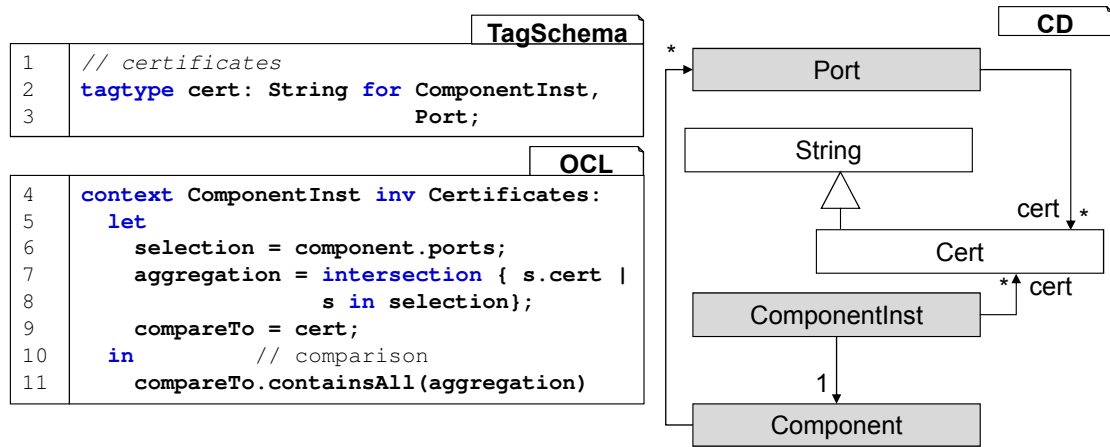 TagSchema
1 // certificates
2 tagtype cert: String for ComponentInst,
3 Port;
OCL
4 context ComponentInst inv Certificates:
5 let
6 selection = component.ports;
7 aggregation = intersection { s.cert |
8 s in selection};
9 compareTo = cert;
10 in // comparison
11 compareTo.containsAll(aggregation)
CD
*
Port
String
cert *
Cert
* cert
ComponentInst
1
Component